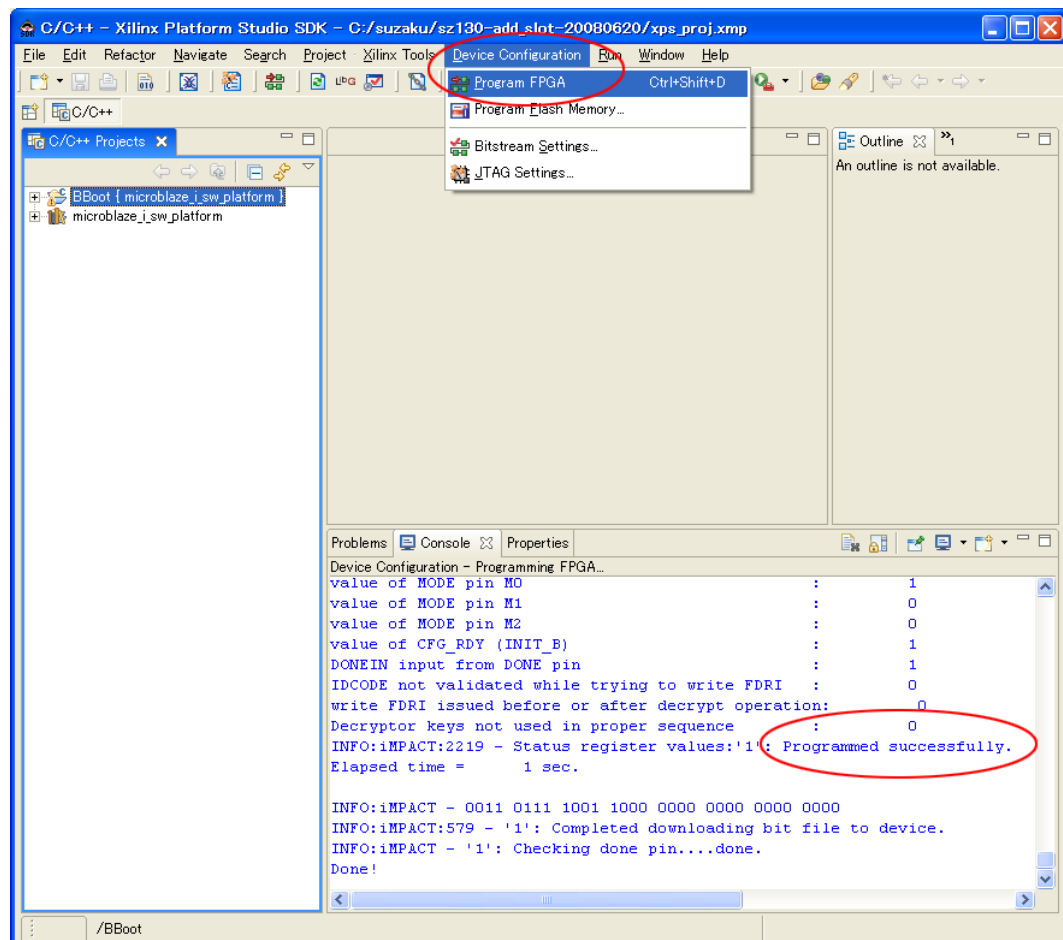 C/C++ - Xilinx Platform Studio SDK - C:/suzaku/sz130-add_slot-20080620/xps_proj.xmp
File Edit Refactor Navigate Search Project Xilinx Tools Device Configuration Run Window Help
Program FPGA Ctrl+Shift+D
Program Flash Memory...
Bitstream Settings...
JTAG Settings...
C/C++
C/C++ Projects
BBoot { microblaze_i_sw_platform }
microblaze_i_sw_platform
Outline
An outline is not available.
Problems Console Properties
Device Configuration - Programming FPGA...
value of MODE pin M0 : 1
value of MODE pin M1 : 0
value of MODE pin M2 : 0
value of CFG_RDY (INIT_B) : 1
DONEIN input from DONE pin : 1
IDCODE not validated while trying to write FDRI : 0
write FDRI issued before or after decrypt operation: 0
Decryptor keys not used in proper sequence : 0
INFO:iMPACT:2219 - Status register values:'1': Programmed successfully.
Elapsed time = 1 sec.
INFO:iMPACT - 0011 0111 1001 1000 0000 0000 0000 0000
INFO:iMPACT:579 - '1': Completed downloading bit file to device.
INFO:iMPACT - '1': Checking done pin....done.
Done!
/BBoot